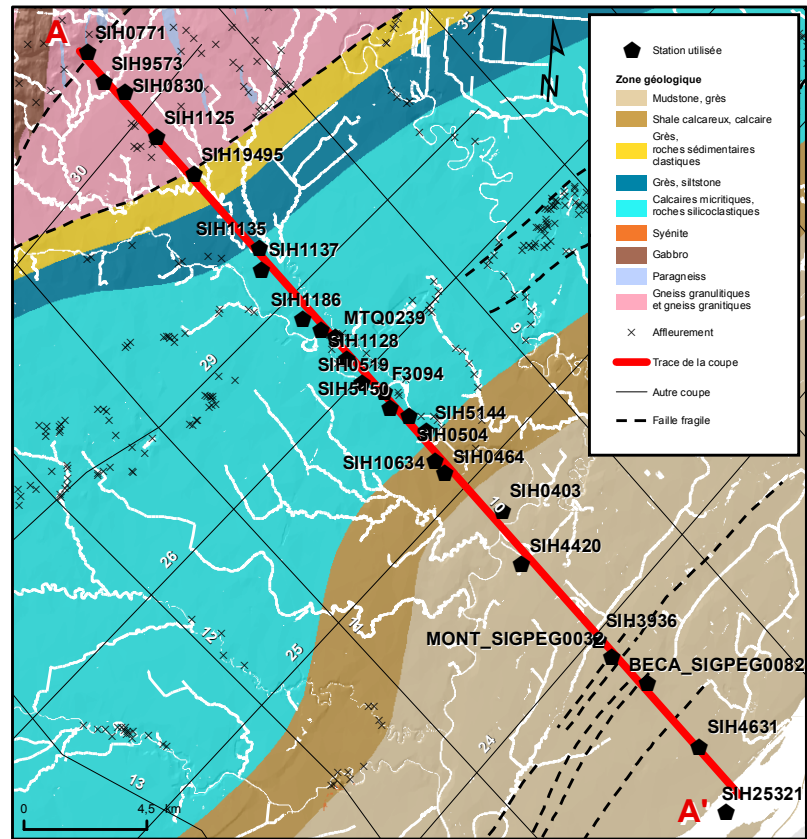 A
SIH0771
SIH9573
SIH0830
SIH1125
SIH19495
SIH1135
SIH1137
SIH1186
MTQ0239
SIH1128
SIH0519
F3094
SIH5150
SIH5144
SIH0504
SIH10634
SIH0464
SIH0403
SIH4420
SIH3936
MONT_SIGPEG0032
BECA_SIGPEG0082
SIH4631
SIH25321
A'
35
30
29
9
10
26
12
11
25
24
13
0
4,5
km
N
Station utilisée
Zone géologique
Mudstone, grès
Shale calcareux, calcaire
Grès,
roches sédimentaires
clastiques
Grès, siltstone
Calcaires micritiques,
roches silicoclastiques
Syénite
Gabbro
Paragneiss
Gneiss granulitiques
et gneiss granitiques
Affleurement
Trace de la coupe
Autre coupe
Faille fragile